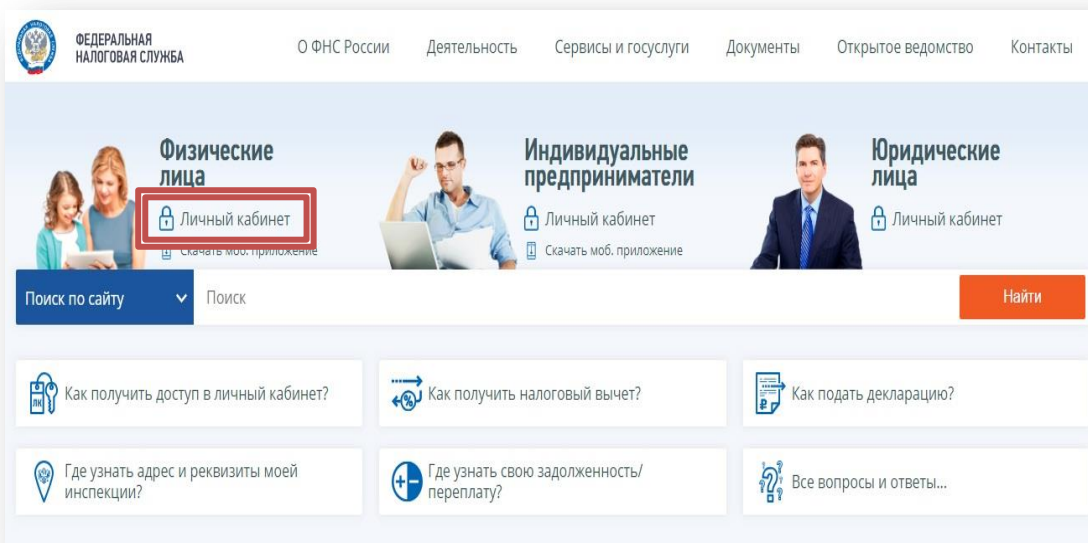 ФЕДЕРАЛЬНАЯ
НАЛОГОВАЯ СЛУЖБА
О ФНС России
Деятельность
Сервисы и госуслуги
Документы
Открытое ведомство
Контакты
Физические
лица
Личный кабинет
Скачать моб. приложение
Индивидуальные
предприниматели
Личный кабинет
Скачать моб. приложение
Юридические
лица
Личный кабинет
Поиск по сайту
Поиск
Найти
Как получить доступ в личный кабинет?
Как получить налоговый вычет?
Как подать декларацию?
Где узнать адрес и реквизиты моей
инспекции?
Где узнать свою задолженность/
переплату?
Все вопросы и ответы...